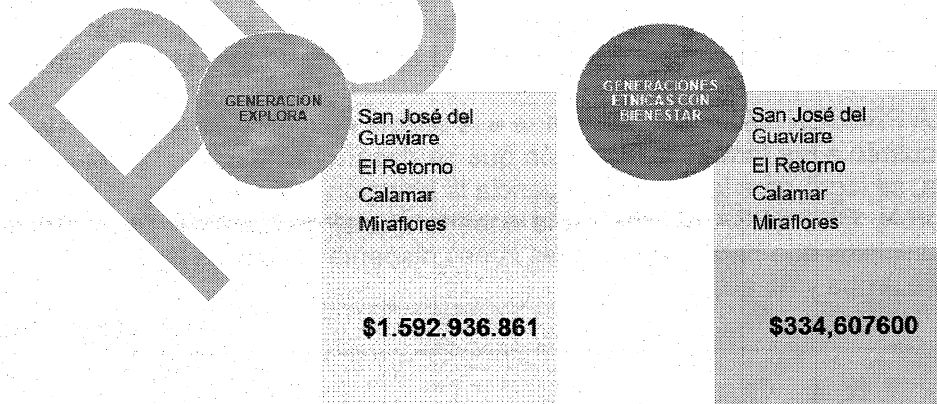 GENERACION
EXPLORA
San José del
Guaviare
El Retorno
Calamar
Miraflores
$1.592.936.861
GENERACIONES
ETNICAS CON
BIENESTAR
San José del
Guaviare
El Retorno
Calamar
Miraflores
$334,607600